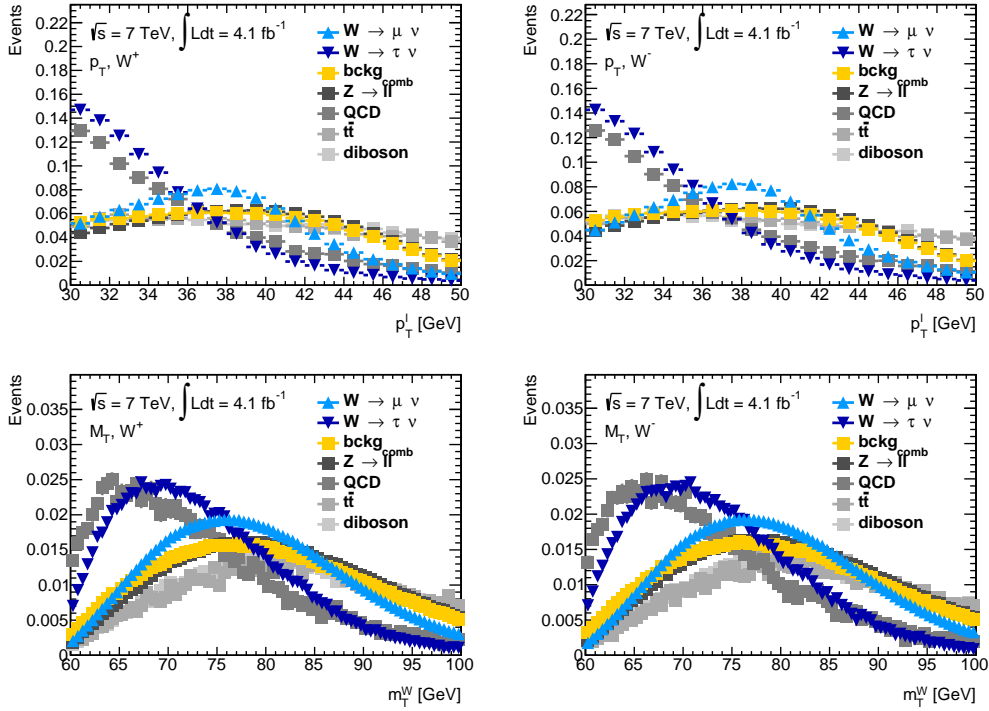 Events
0.22
0.2
0.18
0.16
0.14
0.12
0.1
0.08
0.06
0.04
0.02
0
√s = 7 TeV, ∫ Ldt = 4.1 fb⁻¹
p_T, W⁺
W → μ ν
W → τ ν
bckg_comb
Z → ll
QCD
tt̄
diboson
30 32 34 36 38 40 42 44 46 48 50
p_T^l [GeV]
Events
0.22
0.2
0.18
0.16
0.14
0.12
0.1
0.08
0.06
0.04
0.02
0
√s = 7 TeV, ∫ Ldt = 4.1 fb⁻¹
p_T, W⁻
W → μ ν
W → τ ν
bckg_comb
Z → ll
QCD
tt̄
diboson
30 32 34 36 38 40 42 44 46 48 50
p_T^l [GeV]
Events
0.035
0.03
0.025
0.02
0.015
0.01
0.005
0
√s = 7 TeV, ∫ Ldt = 4.1 fb⁻¹
M_T, W⁺
W → μ ν
W → τ ν
bckg_comb
Z → ll
QCD
tt̄
diboson
60 65 70 75 80 85 90 95 100
m_T^W [GeV]
Events
0.035
0.03
0.025
0.02
0.015
0.01
0.005
0
√s = 7 TeV, ∫ Ldt = 4.1 fb⁻¹
M_T, W⁻
W → μ ν
W → τ ν
bckg_comb
Z → ll
QCD
tt̄
diboson
60 65 70 75 80 85 90 95 100
m_T^W [GeV]